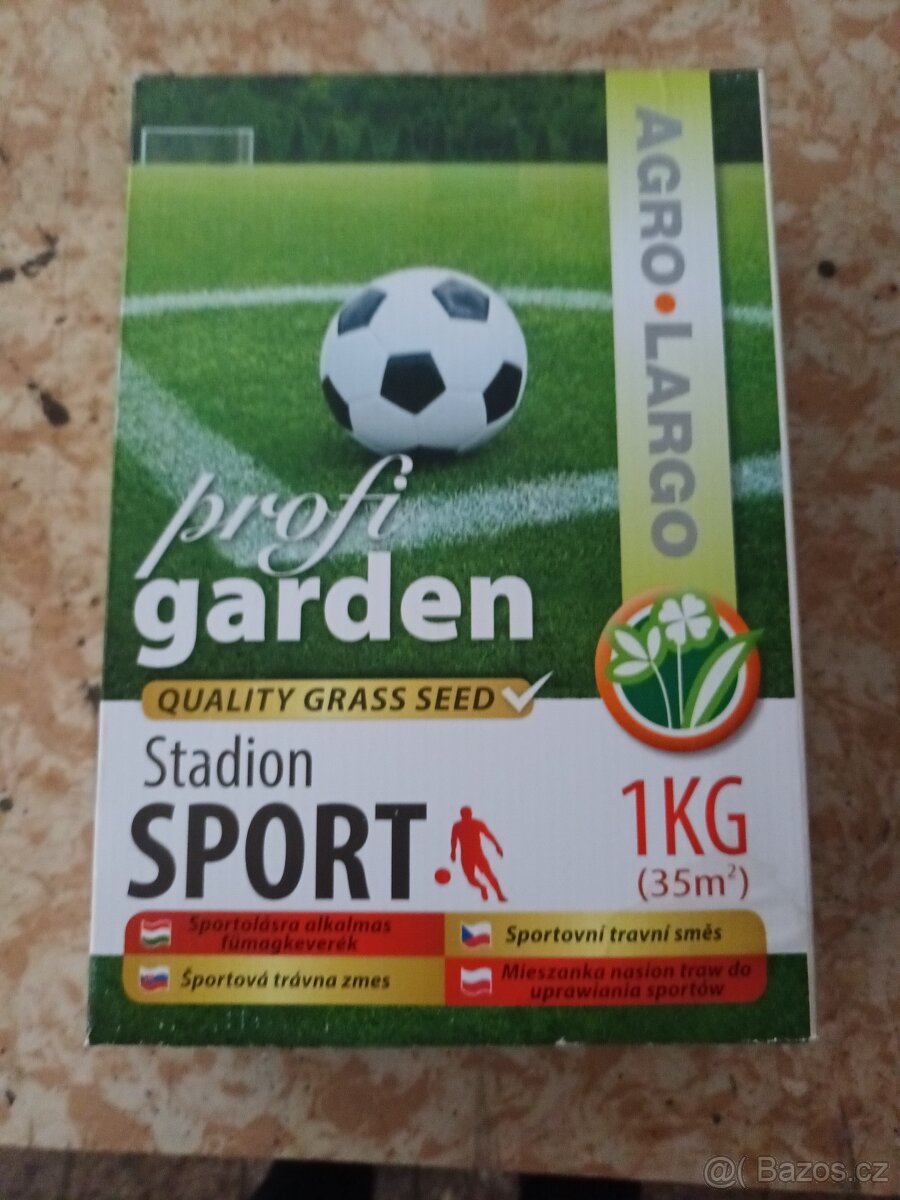 AGRO•LARGO
profi
garden
QUALITY GRASS SEED
Stadion
SPORT
1KG
(35m²)
Sportolásra alkalmas
fűmagkeverék
Sportovní travní směs
Športová trávna zmes
Mieszanka nasion traw do
uprawiania sportów
@( Bazos.cz